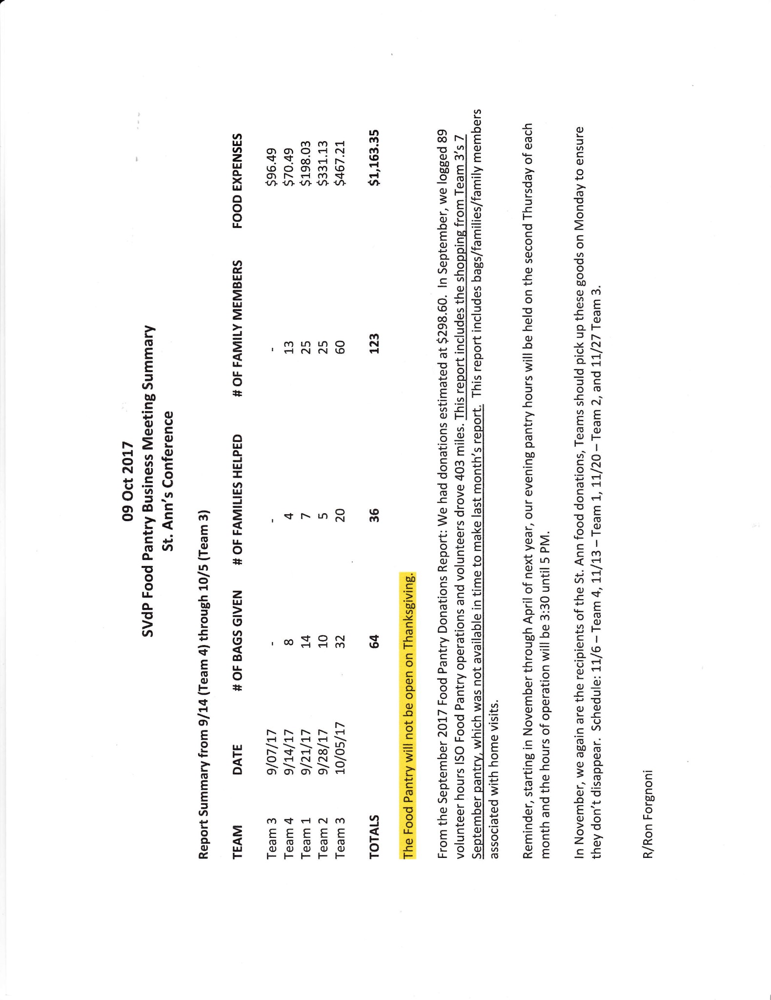 09 Oct 2017
SVdP Food Pantry Business Meeting Summary
St. Ann's Conference
Report Summary from 9/14 (Team 4) through 10/5 (Team 3)
TEAM DATE # OF BAGS GIVEN # OF FAMILIES HELPED # OF FAMILY MEMBERS FOOD EXPENSES
Team 3 9/07/17 - - - $96.49
Team 4 9/14/17 8 4 13 $70.49
Team 1 9/21/17 14 7 25 $198.03
Team 2 9/28/17 10 5 25 $331.13
Team 3 10/05/17 32 20 60 $467.21
TOTALS 64 36 123 $1,163.35
The Food Pantry will not be open on Thanksgiving.
From the September 2017 Food Pantry Donations Report: We had donations estimated at $298.60. In September, we logged 89
volunteer hours ISO Food Pantry operations and volunteers drove 403 miles. This report includes the shopping from Team 3's 7
September pantry, which was not available in time to make last month's report. This report includes bags/families/family members
associated with home visits.
Reminder, starting in November through April of next year, our evening pantry hours will be held on the second Thursday of each
month and the hours of operation will be 3:30 until 5 PM.
In November, we again are the recipients of the St. Ann food donations, Teams should pick up these goods on Monday to ensure
they don't disappear. Schedule: 11/6 – Team 4, 11/13 – Team 1, 11/20 – Team 2, and 11/27 Team 3.
R/Ron Forgnoni